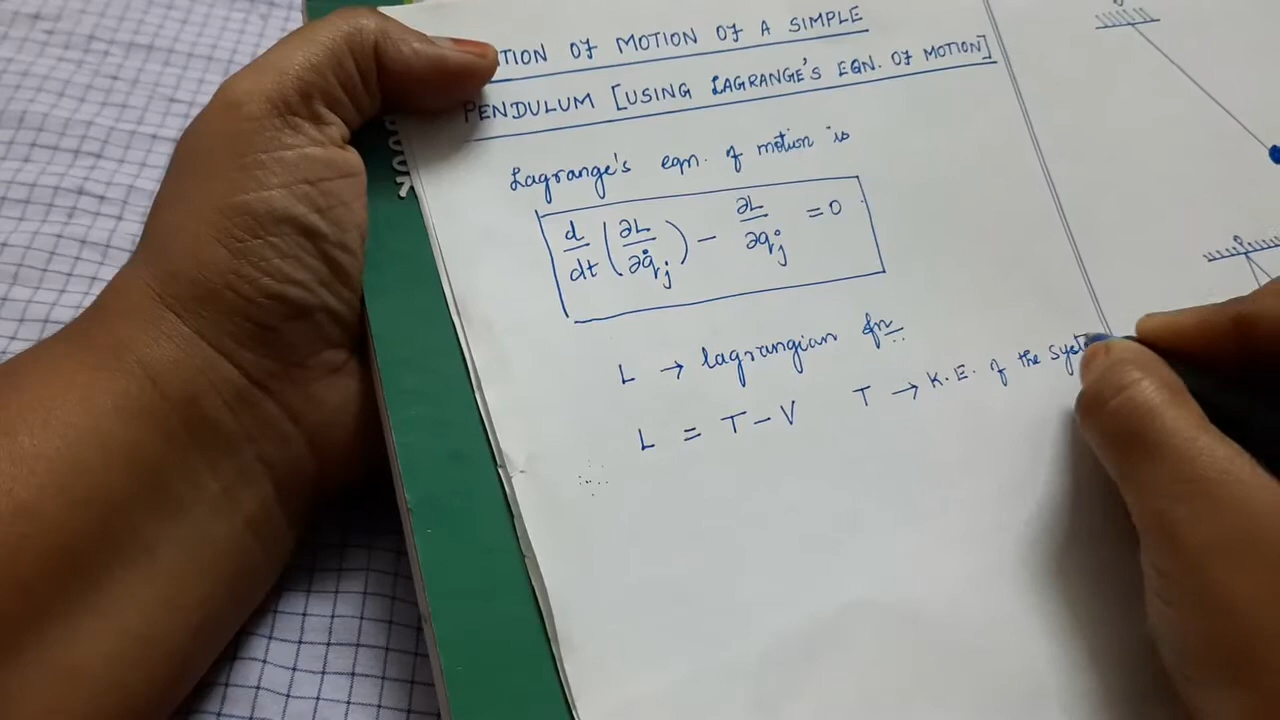 TION OF MOTION OF A SIMPLE
PENDULUM [USING LAGRANGE'S EQN. OF MOTION]
Lagrange's eqn. of motion is
d/dt (∂L/∂q̇j) - ∂L/∂qj = 0
L → lagrangian fn
L = T - V T → K.E. of the syst